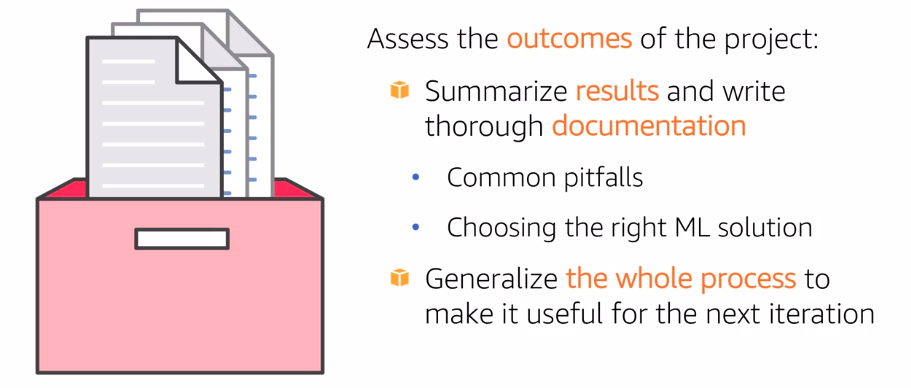 Assess the outcomes of the project:
Summarize results and write
thorough documentation
Common pitfalls
Choosing the right ML solution
Generalize the whole process to
make it useful for the next iteration